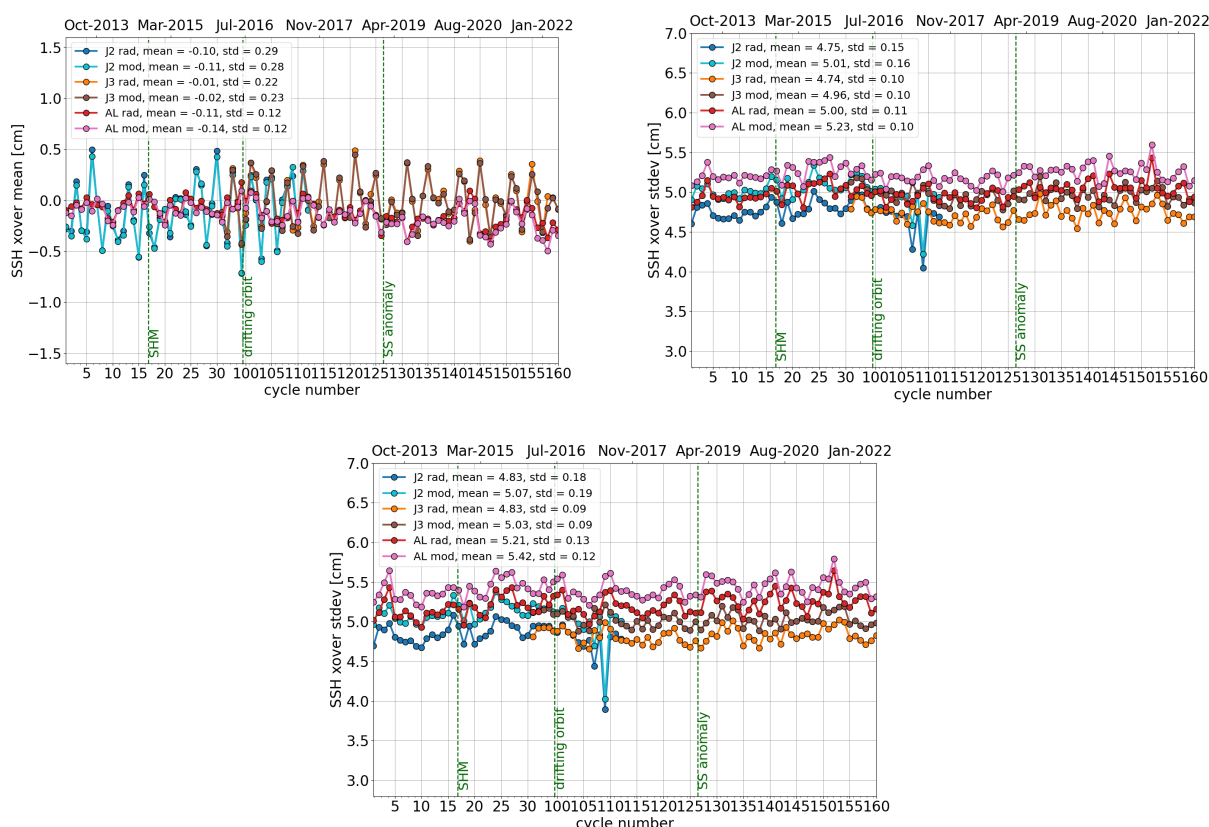 Oct-2013 Mar-2015 Jul-2016 Nov-2017 Apr-2019 Aug-2020 Jan-2022
1.5
1.0
0.5
0.0
−0.5
−1.0
−1.5
SSH xover mean [cm]
J2 rad, mean = -0.10, std = 0.29
J2 mod, mean = -0.11, std = 0.28
J3 rad, mean = -0.01, std = 0.22
J3 mod, mean = -0.02, std = 0.23
AL rad, mean = -0.11, std = 0.12
AL mod, mean = -0.14, std = 0.12
SHM
drifting orbit
SS anomaly
5 10 15 20 30 100 105 110 115 120 125 130 135 140 145 150 155 160
cycle number
Oct-2013 Mar-2015 Jul-2016 Nov-2017 Apr-2019 Aug-2020 Jan-2022
7.0
6.5
6.0
5.5
5.0
4.5
4.0
3.5
3.0
SSH xover stdev [cm]
J2 rad, mean = 4.75, std = 0.15
J2 mod, mean = 5.01, std = 0.16
J3 rad, mean = 4.74, std = 0.10
J3 mod, mean = 4.96, std = 0.10
AL rad, mean = 5.00, std = 0.11
AL mod, mean = 5.23, std = 0.10
SHM
drifting orbit
SS anomaly
5 10 15 20 30 100 105 110 115 120 125 130 135 140 145 150 155 160
cycle number
Oct-2013 Mar-2015 Jul-2016 Nov-2017 Apr-2019 Aug-2020 Jan-2022
7.0
6.5
6.0
5.5
5.0
4.5
4.0
3.5
3.0
SSH xover stdev [cm]
J2 rad, mean = 4.83, std = 0.18
J2 mod, mean = 5.07, std = 0.19
J3 rad, mean = 4.83, std = 0.09
J3 mod, mean = 5.03, std = 0.09
AL rad, mean = 5.21, std = 0.13
AL mod, mean = 5.42, std = 0.12
SHM
drifting orbit
SS anomaly
5 10 15 20 30 100 105 110 115 120 125 130 135 140 145 150 155 160
cycle number